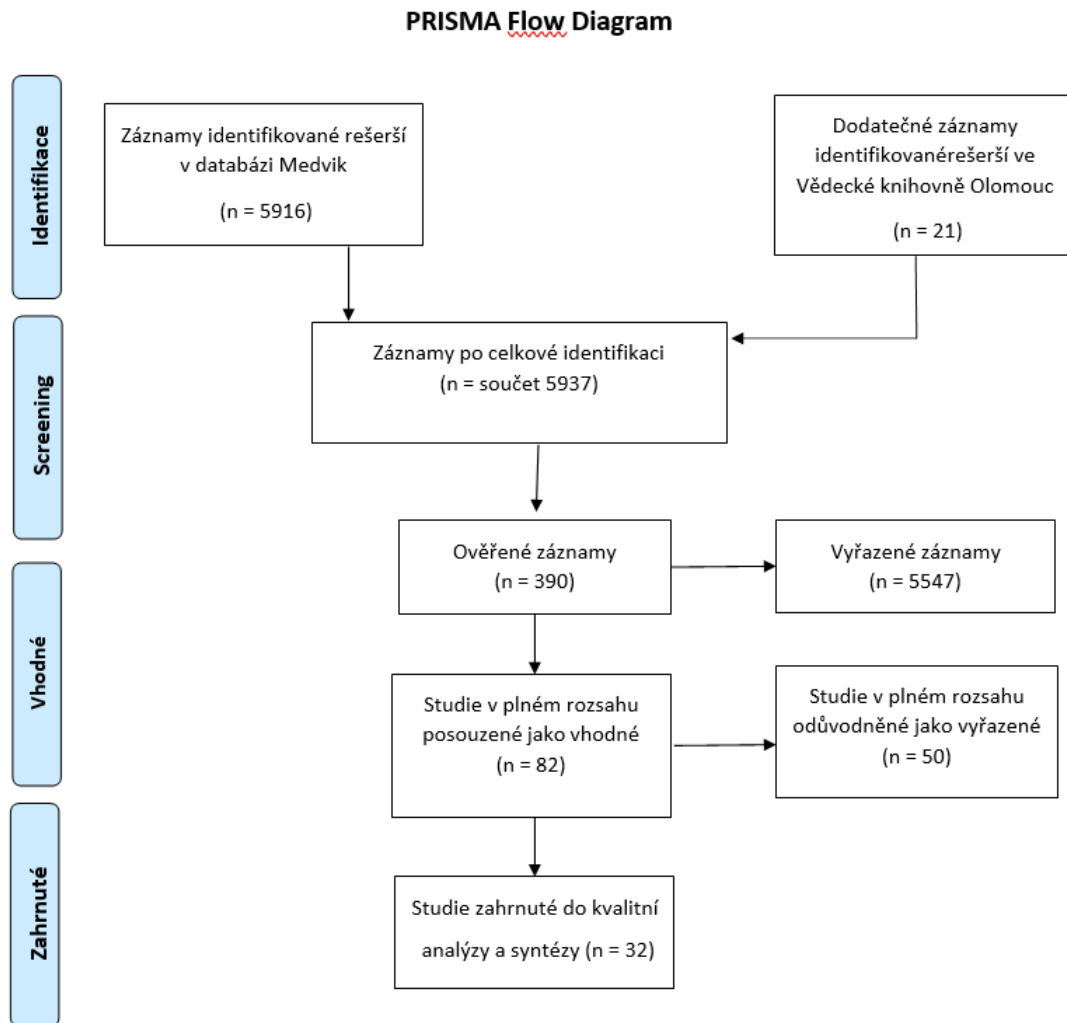 PRISMA Flow Diagram
Identifikace
Záznamy identifikované rešerší
v databázi Medvik
(n = 5916)
Dodatečné záznamy
identifikovanérešerší ve
Vědecké knihovně Olomouc
(n = 21)
Screening
Záznamy po celkové identifikaci
(n = součet 5937)
Ověřené záznamy
(n = 390)
Vyřazené záznamy
(n = 5547)
Vhodné
Studie v plném rozsahu
posouzené jako vhodné
(n = 82)
Studie v plném rozsahu
odůvodněné jako vyřazené
(n = 50)
Zahrnuté
Studie zahrnuté do kvalitní
analýzy a syntézy (n = 32)